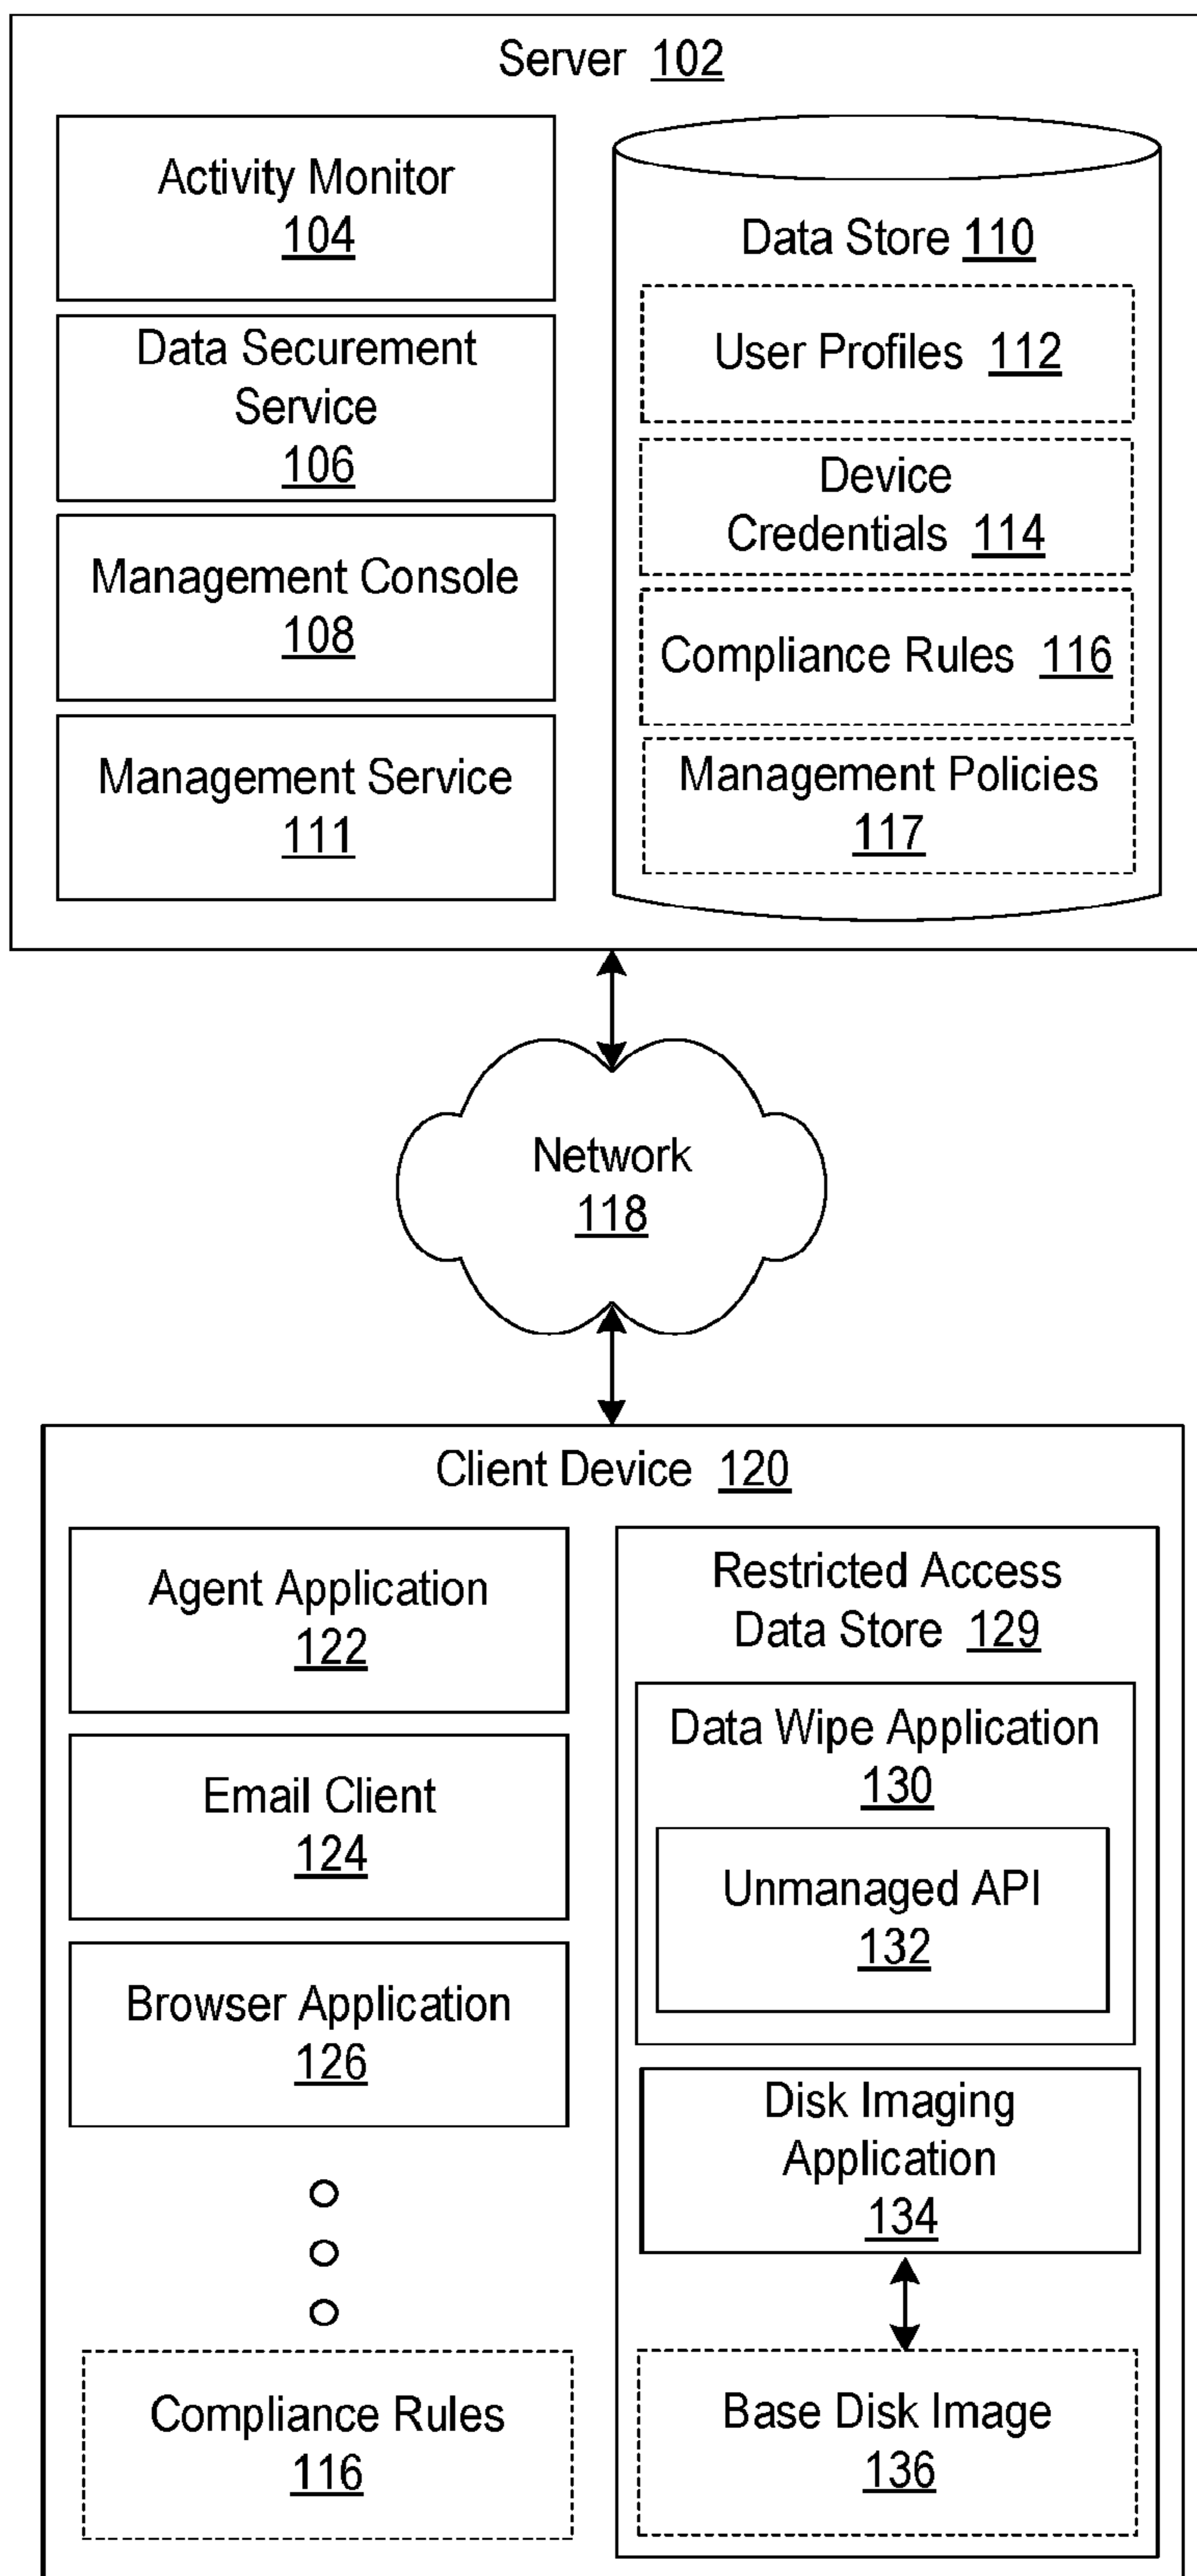 Server 102
Activity Monitor
104
Data Securement
Service
106
Management Console
108
Management Service
111
Data Store 110
User Profiles 112
Device
Credentials 114
Compliance Rules 116
Management Policies
117
Network
118
Client Device 120
Agent Application
122
Email Client
124
Browser Application
126
Compliance Rules
116
Restricted Access
Data Store 129
Data Wipe Application
130
Unmanaged API
132
Disk Imaging
Application
134
Base Disk Image
136